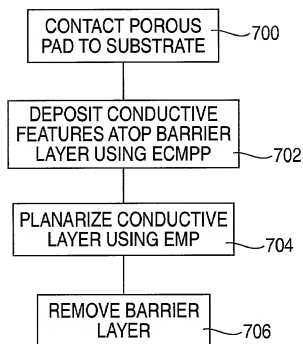 CONTACT POROUS
PAD TO SUBSTRATE
700
DEPOSIT CONDUCTIVE
FEATURES ATOP BARRIER
LAYER USING ECMPP
702
PLANARIZE CONDUCTIVE
LAYER USING EMP
704
REMOVE BARRIER
LAYER
706